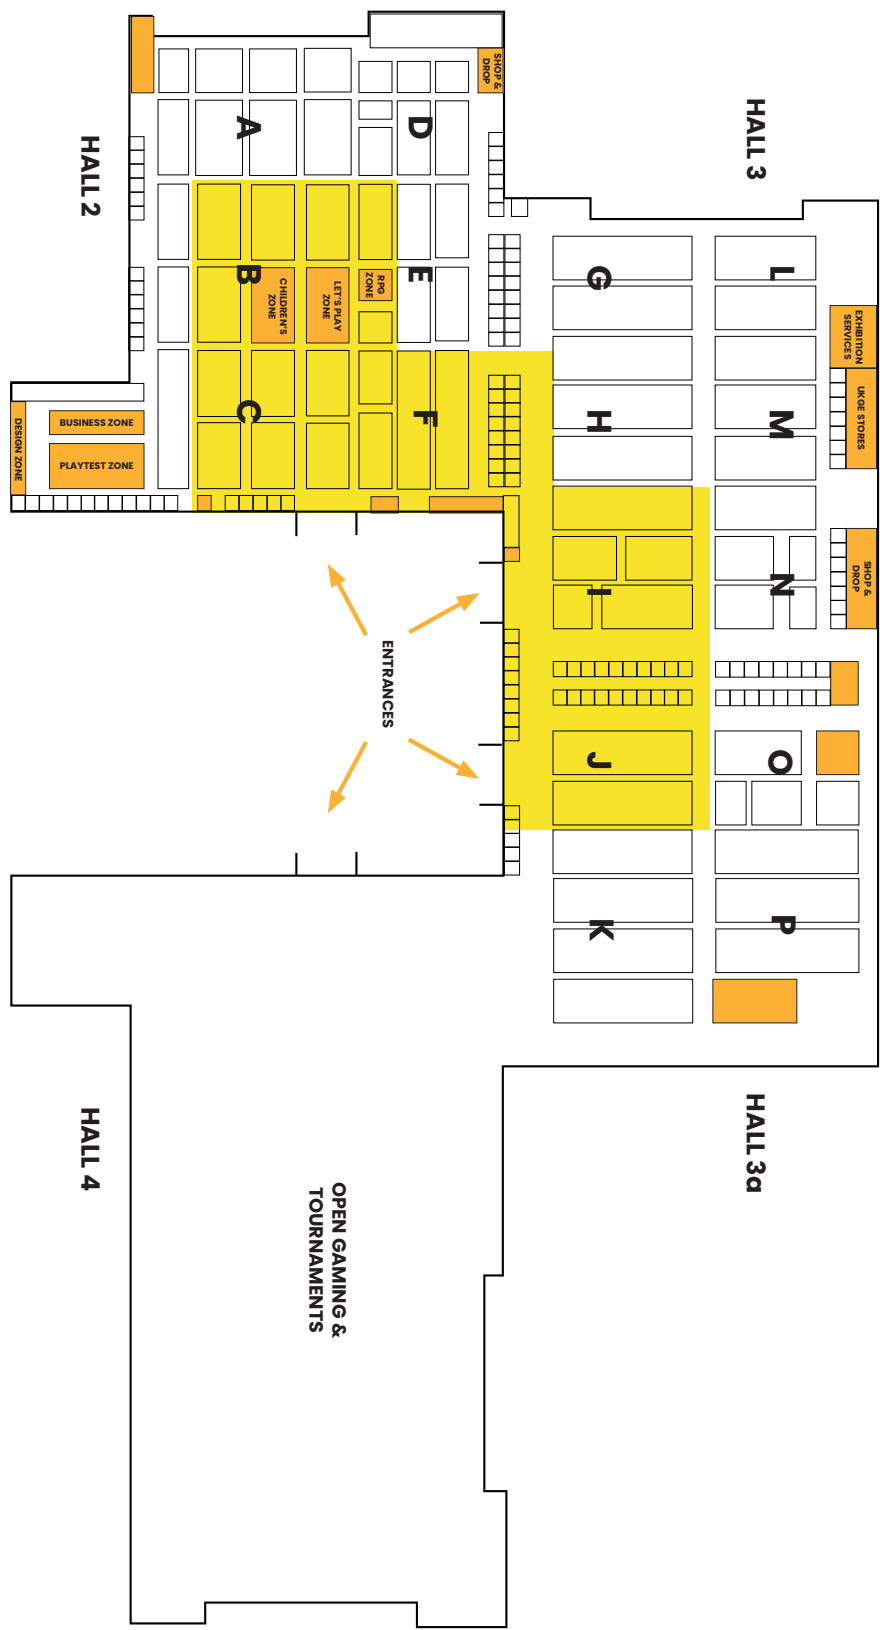 HALL 3
SHOP &
DROP
A
D
HALL 2
G
L
B
E
CHILDREN'S
ZONE
LET'S PLAY
ZONE
RPG
ZONE
EXHIBITION
SERVICES
UKGE STORES
C
F
H
M
BUSINESS ZONE
PLAYTEST ZONE
DESIGN ZONE
I
N
SHOP &
DROP
ENTRANCES
J
O
K
P
HALL 4
HALL 3a
OPEN GAMING &
TOURNAMENTS